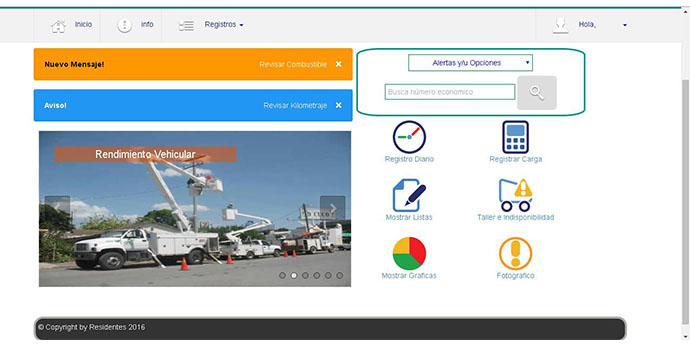 Inicio
info
Registros
Hola,
Nuevo Mensaje!
Revisar Combustible ×
Aviso!
Revisar Kilometraje ×
Alertas y/u Opciones
Busca número economico
Rendimiento Vehicular
Registro Diario
Registrar Carga
Mostrar Listas
Taller e Indisponibilidad
Mostrar Graficas
Fotografico
© Copyright by Residentes 2016